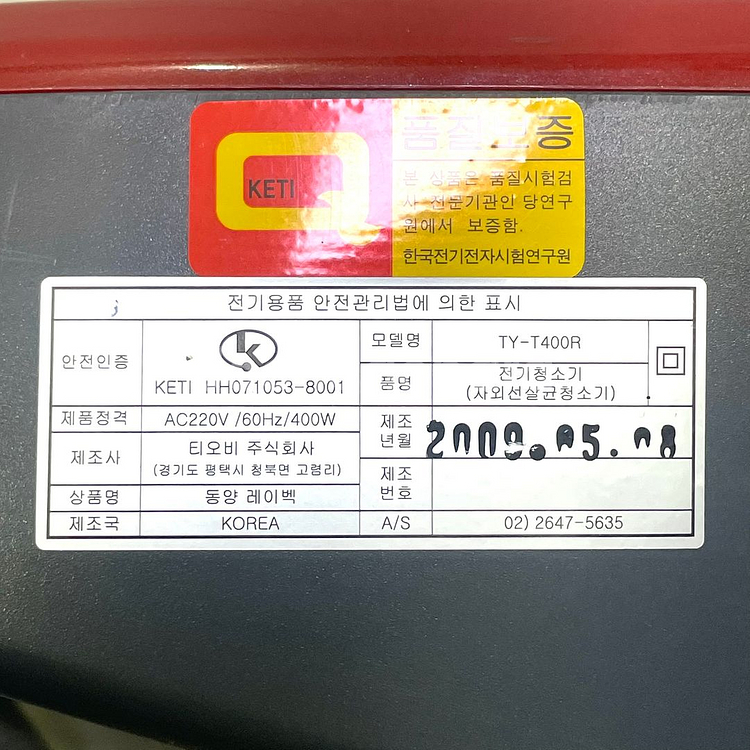 품질보증
KETI
본 상품은 품질시험검
사 전문기관인 당연구
원에서 보증함.
한국전기전자시험연구원
전기용품 안전관리법에 의한 표시
안전인증
KETI HH071053-8001
모델명 TY-T400R
품명 전기청소기
(자외선살균청소기)
제품정격 AC220V /60Hz/400W
제조
년월
2009.05.08
제조사 티오비 주식회사
(경기도 평택시 청북면 고렴리)
제조
번호
상품명 동양 레이벡
제조국 KOREA
A/S 02) 2647-5635